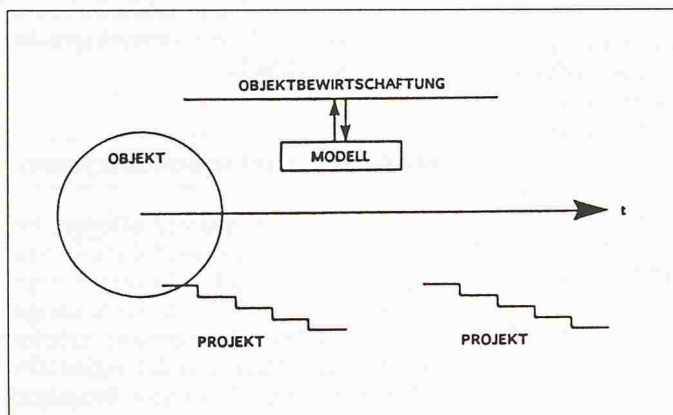 OBJEKTBEWIRTSCHAFTUNG
OBJEKT
MODELL
t
PROJEKT
PROJEKT